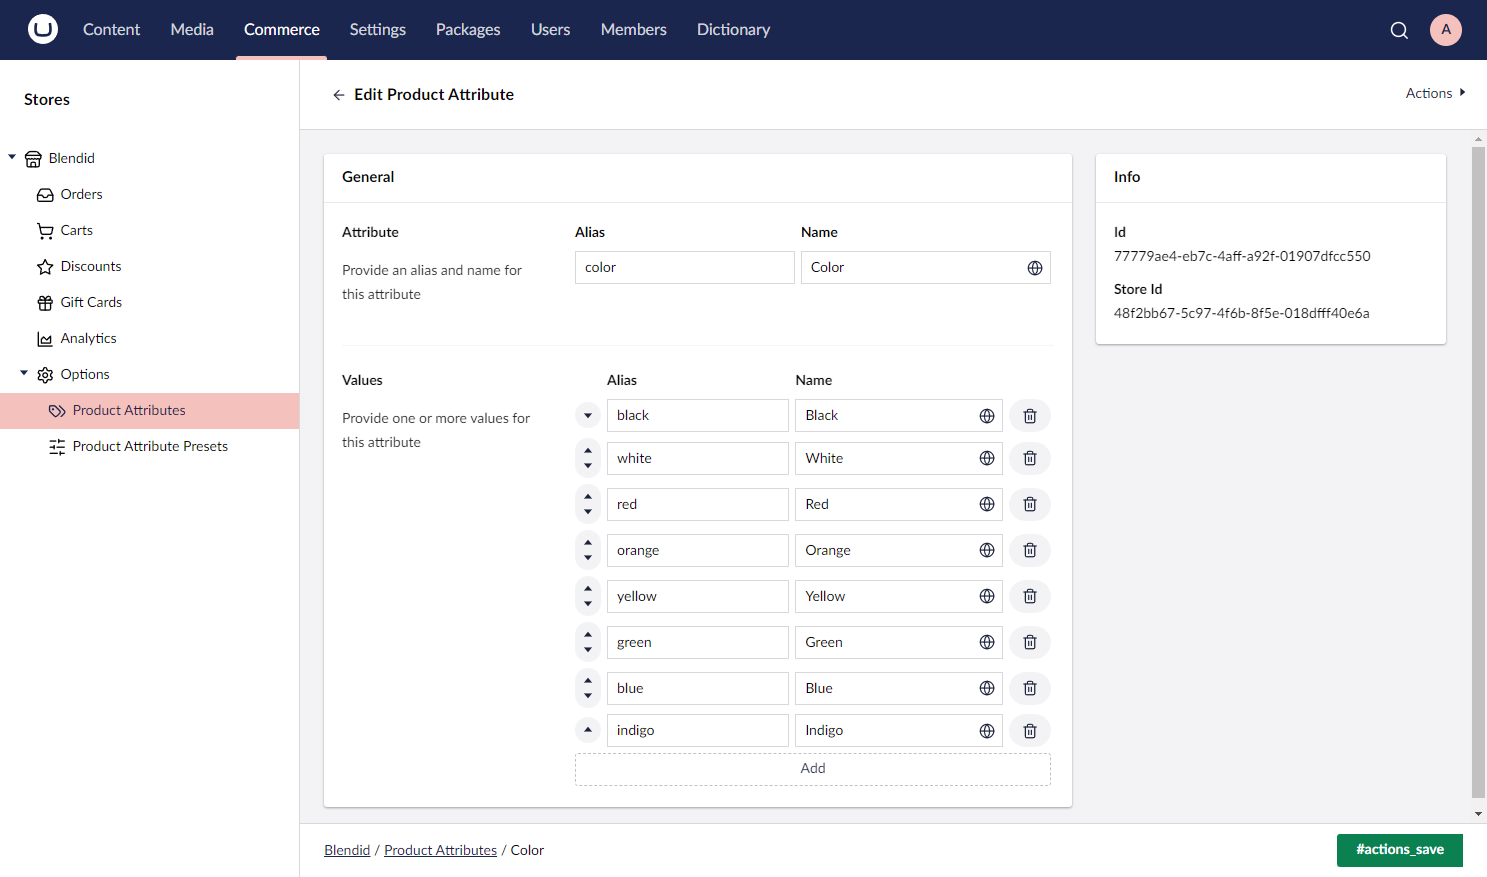 Content Media Commerce Settings Packages Users Members Dictionary A
Stores
Blendid
Orders
Carts
Discounts
Gift Cards
Analytics
Options
Product Attributes
Product Attribute Presets
Edit Product Attribute
Actions
General
Attribute
Provide an alias and name for
this attribute
Alias Name
color Color
Values
Provide one or more values for
this attribute
Alias Name
black Black
white White
red Red
orange Orange
yellow Yellow
green Green
blue Blue
indigo Indigo
Add
Info
Id
77779ae4-eb7c-4aff-a92f-01907dfcc550
Store Id
48f2bb67-5c97-4f6b-8f5e-018dfff40e6a
Blendid / Product Attributes / Color
#actions_save